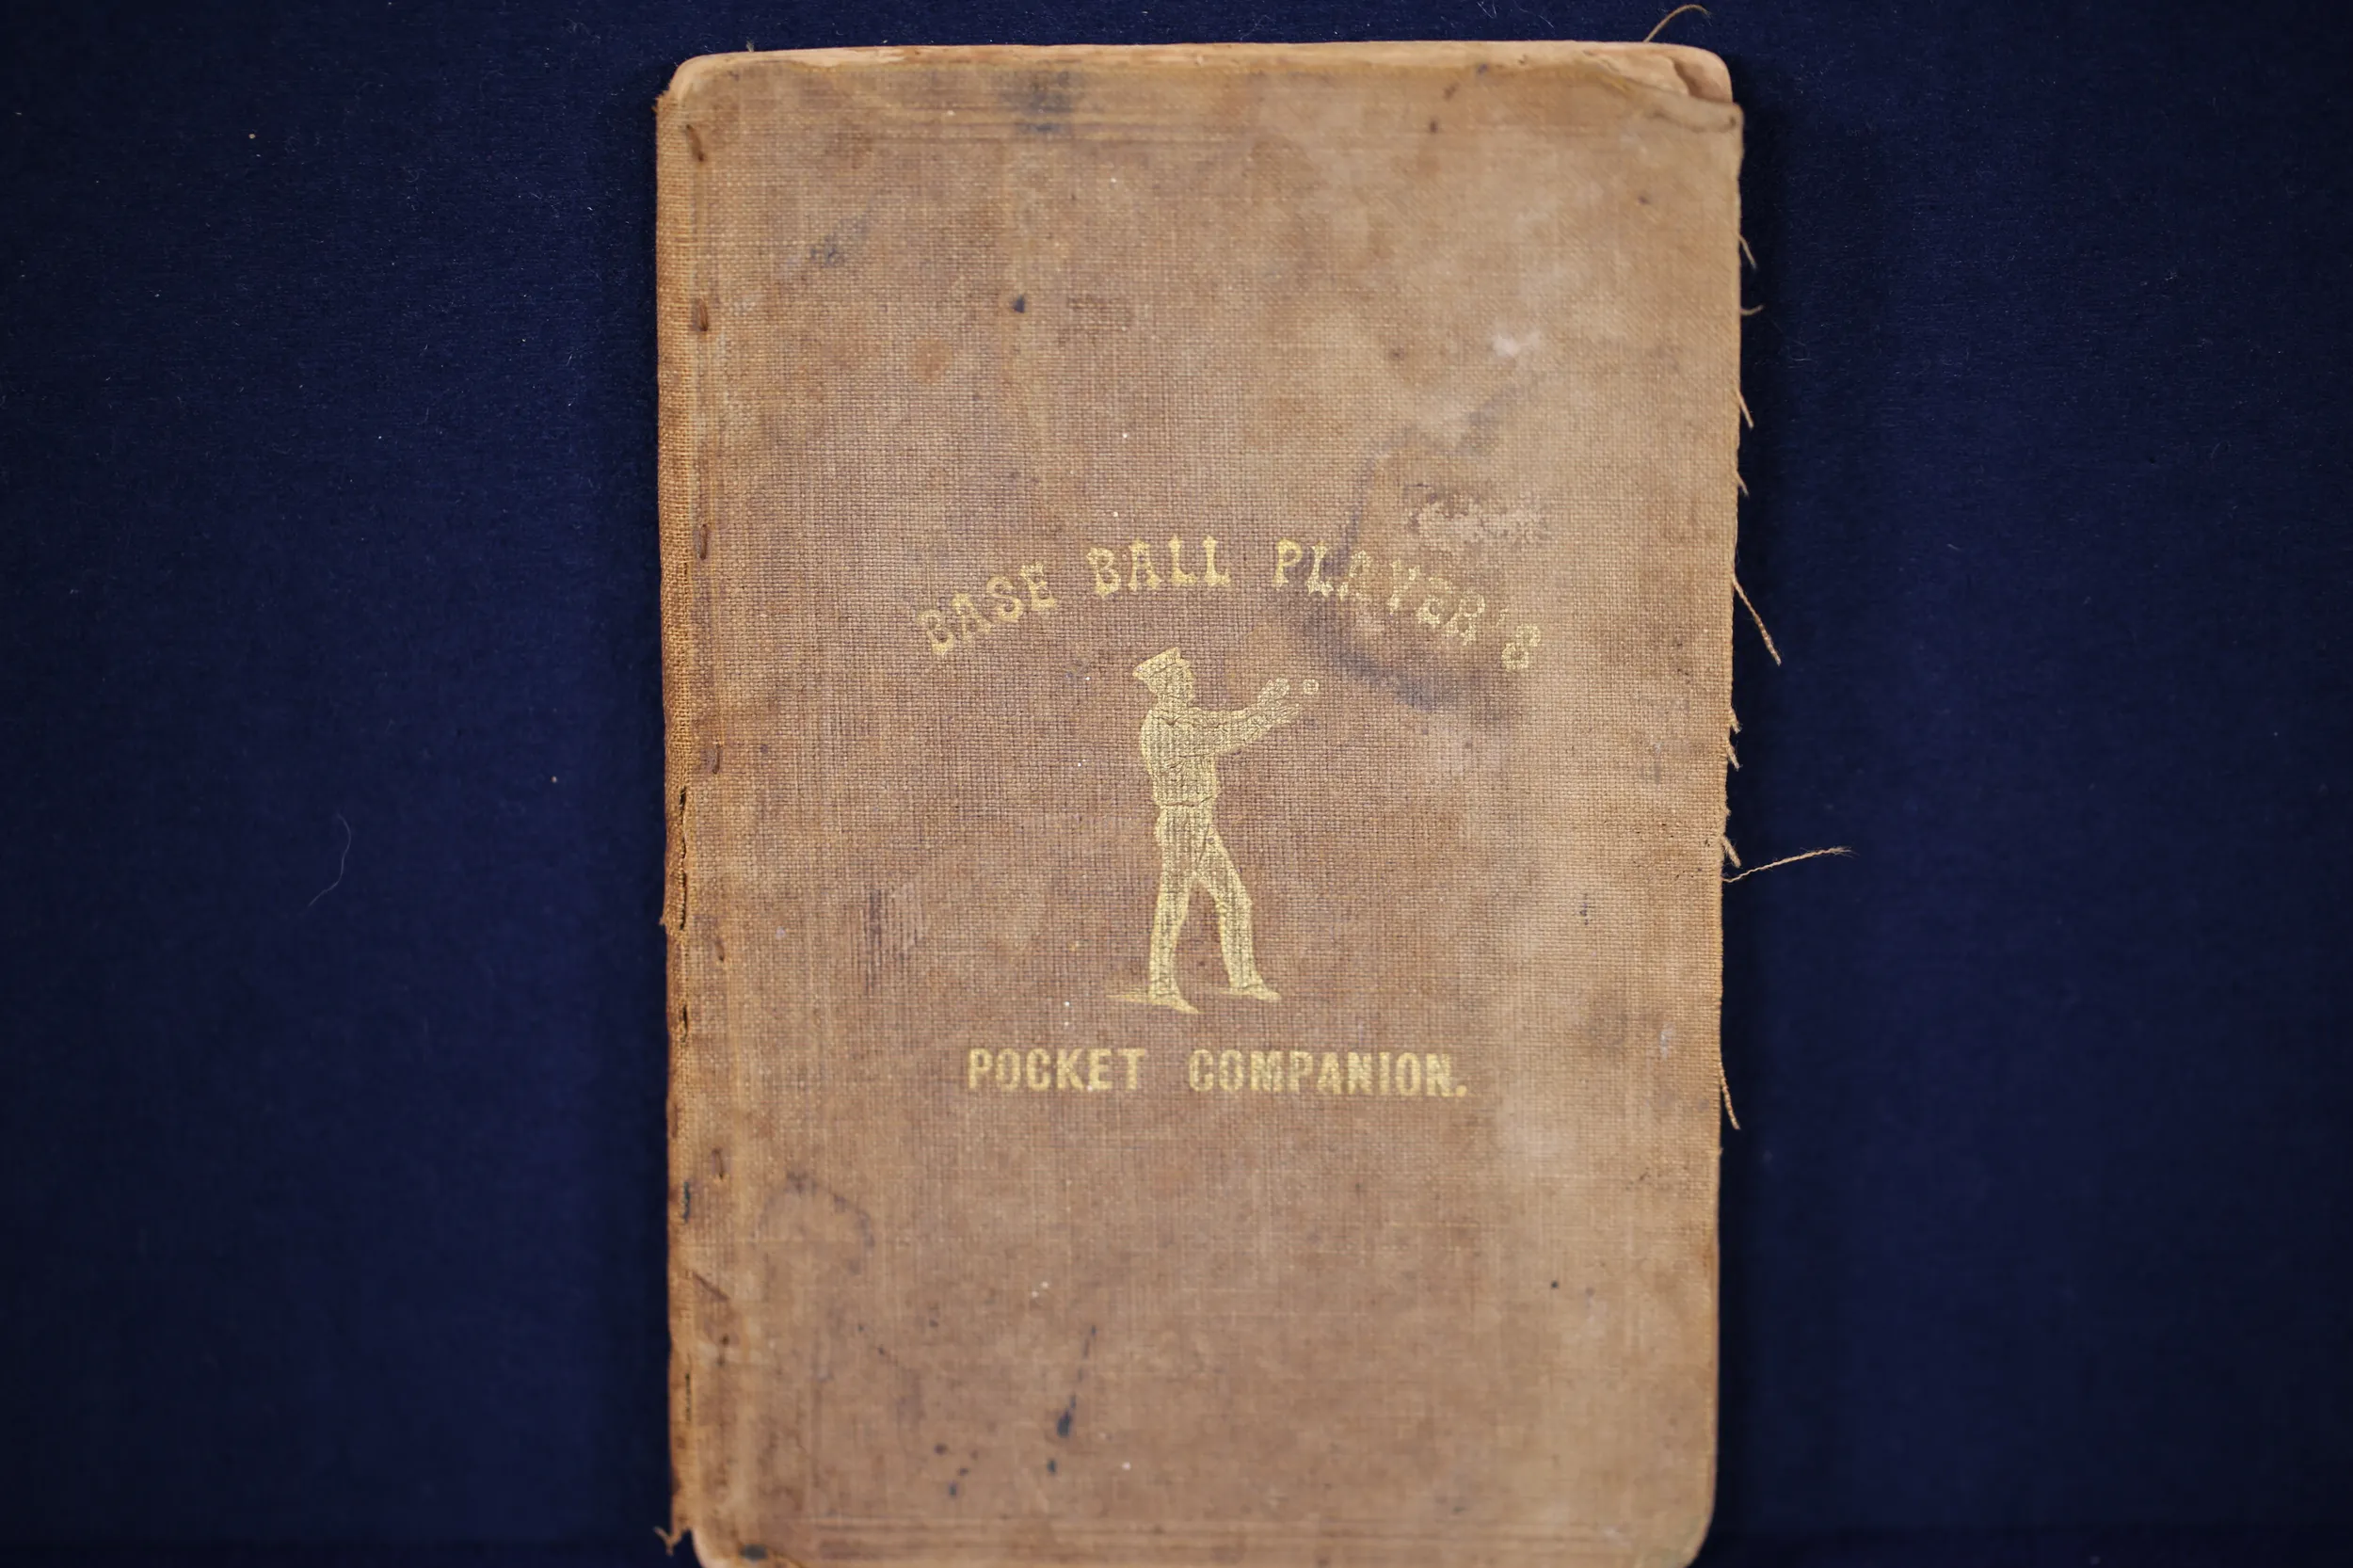 BASE BALL PLAYER'S
POCKET COMPANION.